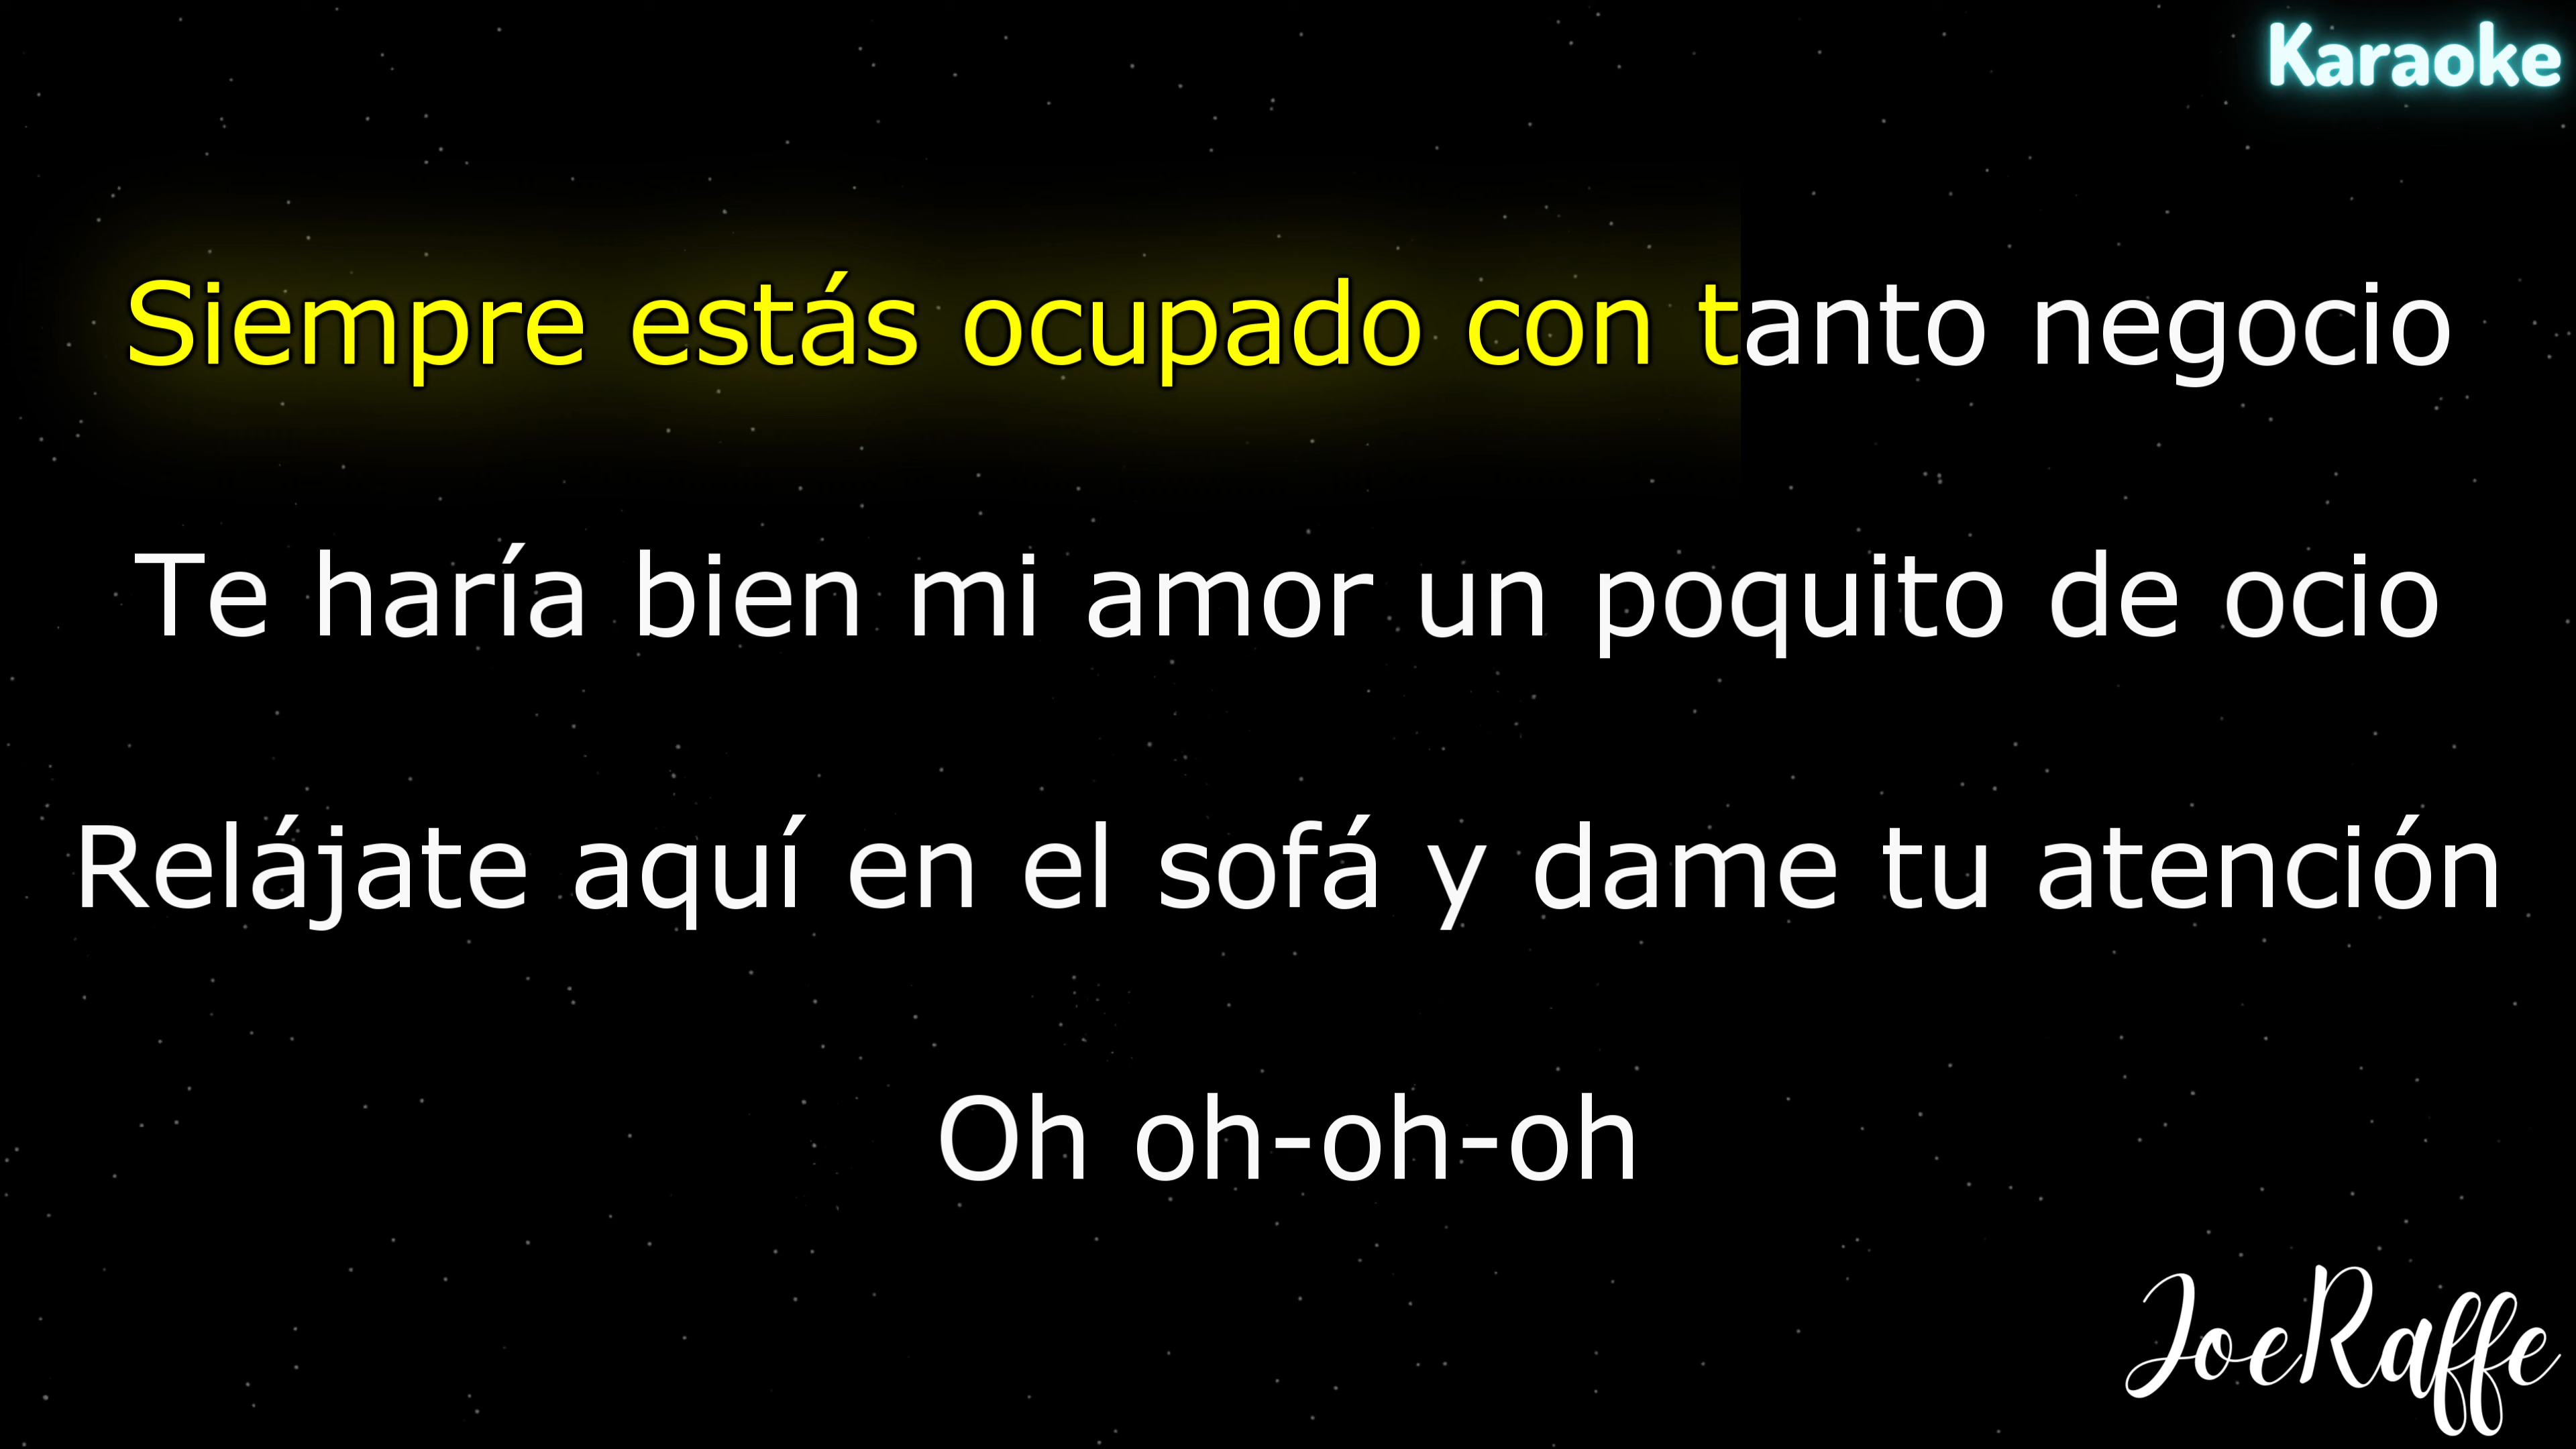 Karaoke
Siempre estás ocupado con tanto negocio
Te haría bien mi amor un poquito de ocio
Relájate aquí en el sofá y dame tu atención
Oh oh-oh-oh
JoeRaffe